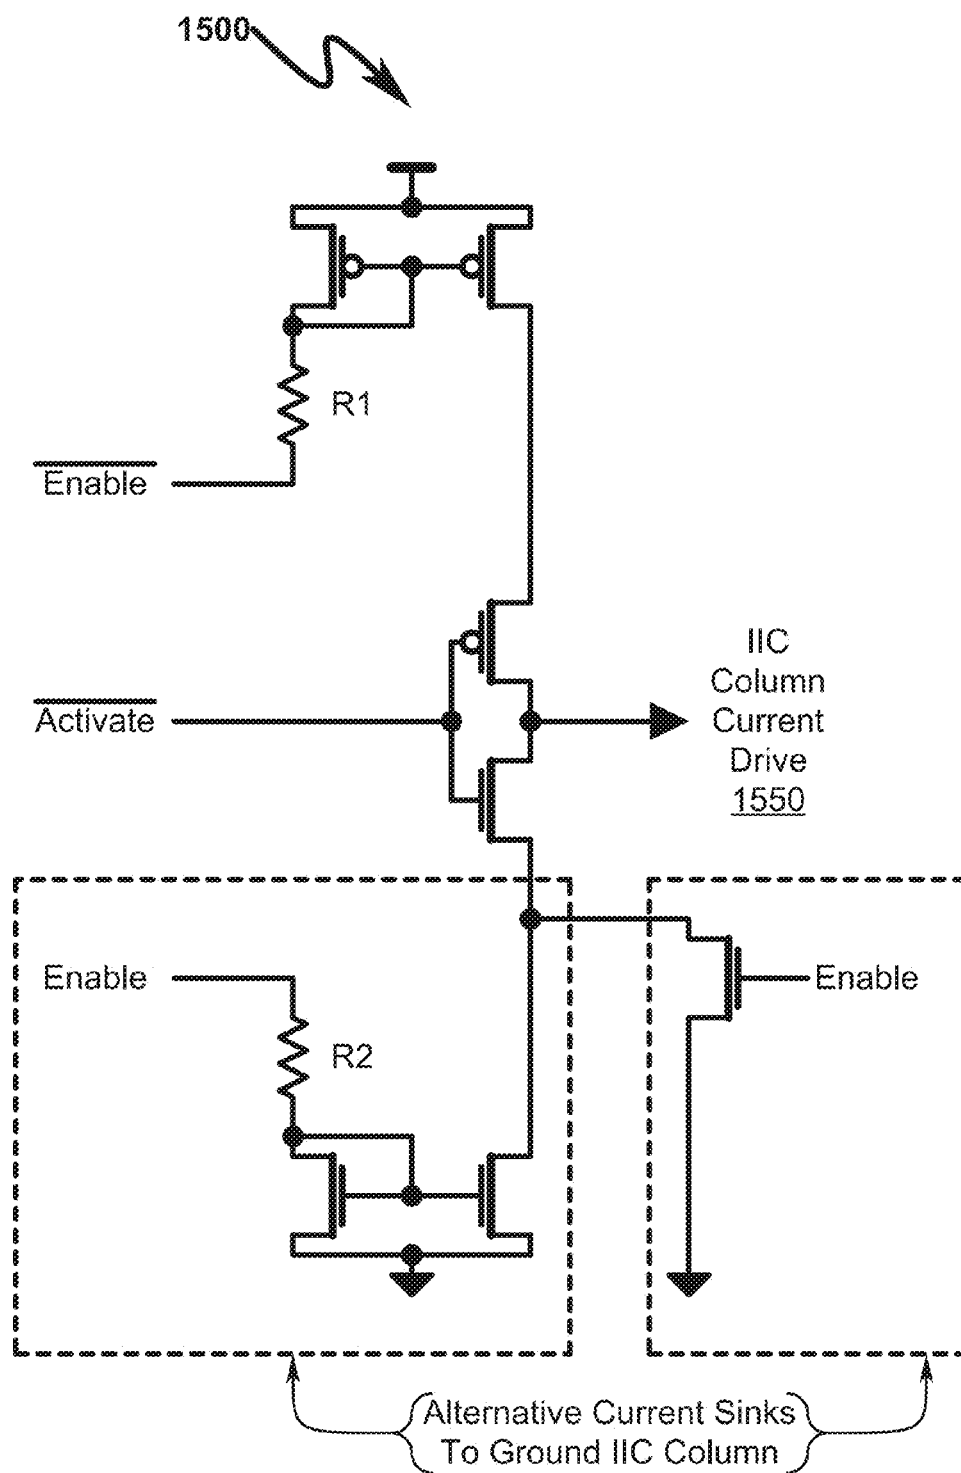 1500
R1
Enable
Activate
IIC
Column
Current
Drive
1550
Enable
Enable
R2
Alternative Current Sinks
To Ground IIC Column